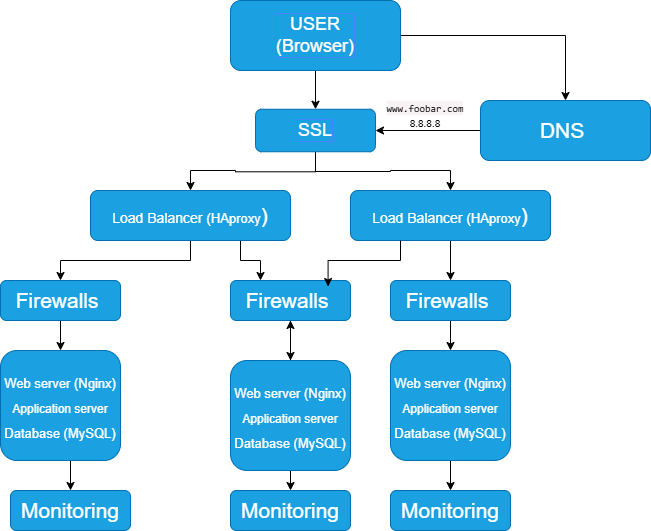 USER
(Browser)
www.foobar.com
8.8.8.8
SSL
DNS
Load Balancer (HAproxy)
Load Balancer (HAproxy)
Firewalls
Firewalls
Firewalls
Web server (Nginx)
Application server
Database (MySQL)
Web server (Nginx)
Application server
Database (MySQL)
Web server (Nginx)
Application server
Database (MySQL)
Monitoring
Monitoring
Monitoring